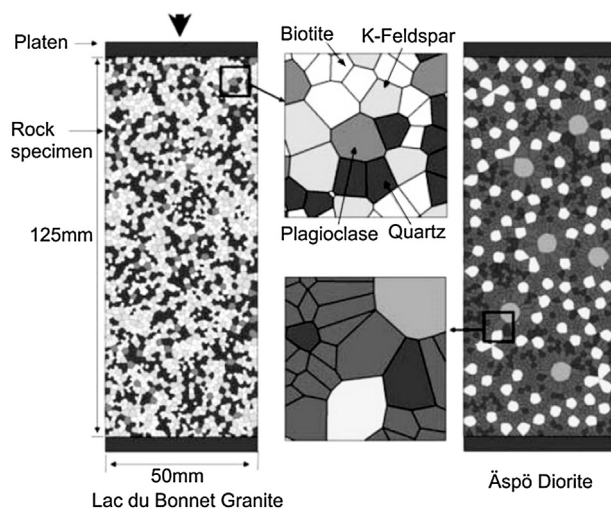 Platen
Biotite
K-Feldspar
Rock
specimen
125mm
Plagioclase
Quartz
50mm
Lac du Bonnet Granite
Äspö Diorite